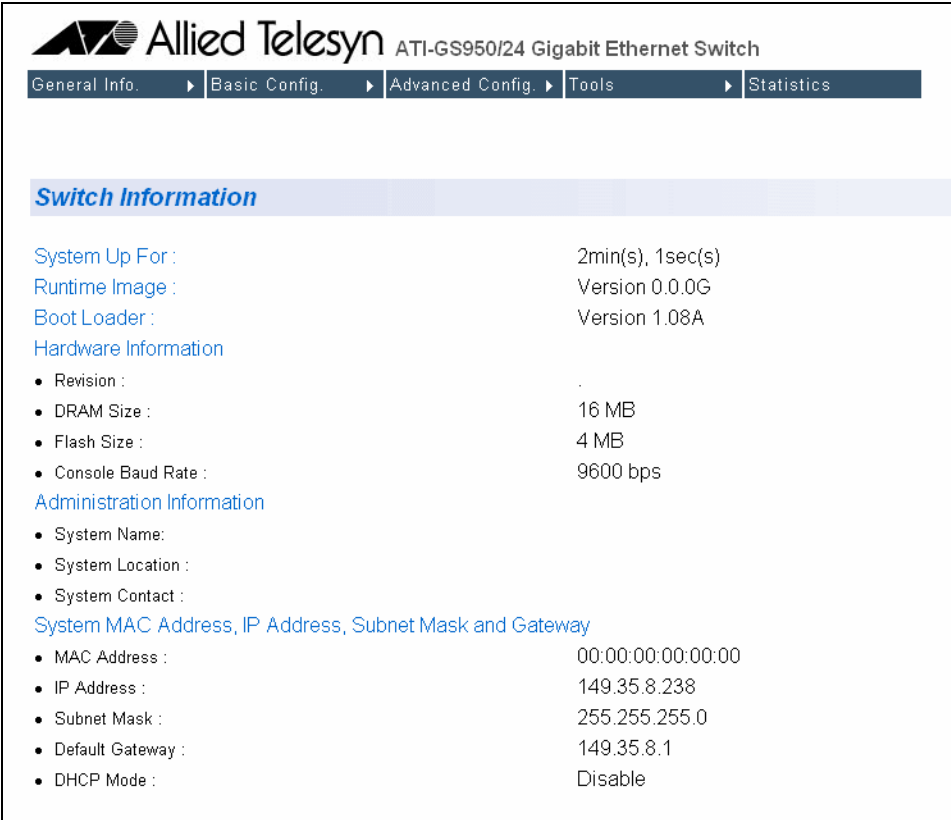 Allied Telesyn ATI-GS950/24 Gigabit Ethernet Switch
General Info. Basic Config. Advanced Config. Tools Statistics
Switch Information
System Up For : 2min(s), 1sec(s)
Runtime Image : Version 0.0.0G
Boot Loader : Version 1.08A
Hardware Information
• Revision : .
• DRAM Size : 16 MB
• Flash Size : 4 MB
• Console Baud Rate : 9600 bps
Administration Information
• System Name:
• System Location :
• System Contact :
System MAC Address, IP Address, Subnet Mask and Gateway
• MAC Address : 00:00:00:00:00:00
• IP Address : 149.35.8.238
• Subnet Mask : 255.255.255.0
• Default Gateway : 149.35.8.1
• DHCP Mode : Disable